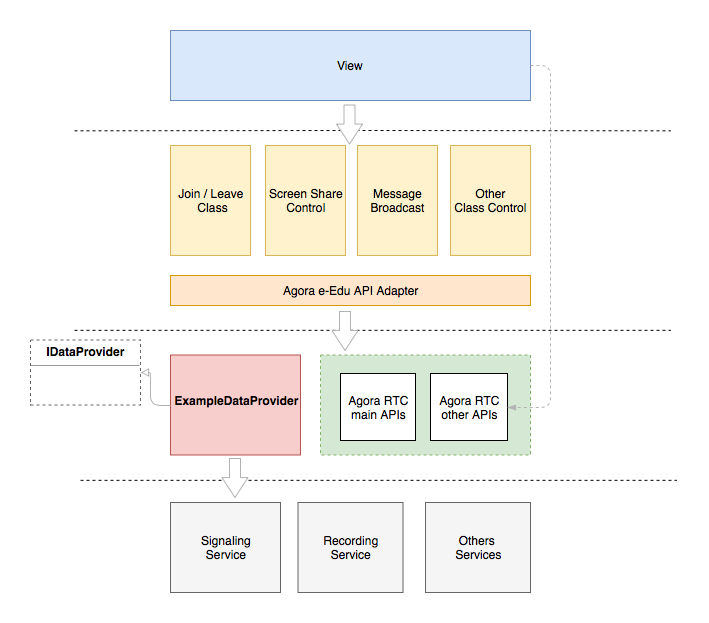 View
Join / Leave
Class
Screen Share
Control
Message
Broadcast
Other
Class Control
Agora e-Edu API Adapter
IDataProvider
ExampleDataProvider
Agora RTC
main APIs
Agora RTC
other APIs
Signaling
Service
Recording
Service
Others
Services